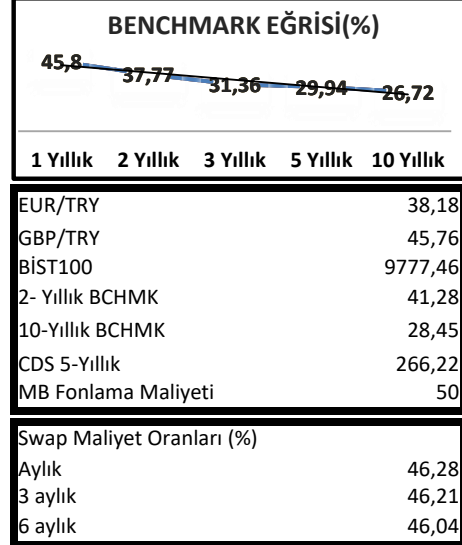 BENCHMARK EĞRİSİ(%)
45,8 37,77 31,36 29,94 26,72
1 Yıllık 2 Yıllık 3 Yıllık 5 Yıllık 10 Yıllık
EUR/TRY 38,18
GBP/TRY 45,76
BİST100 9777,46
2- Yıllık BCHMK 41,28
10-Yıllık BCHMK 28,45
CDS 5-Yıllık 266,22
MB Fonlama Maliyeti 50
Swap Maliyet Oranları (%)
Aylık 46,28
3 aylık 46,21
6 aylık 46,04